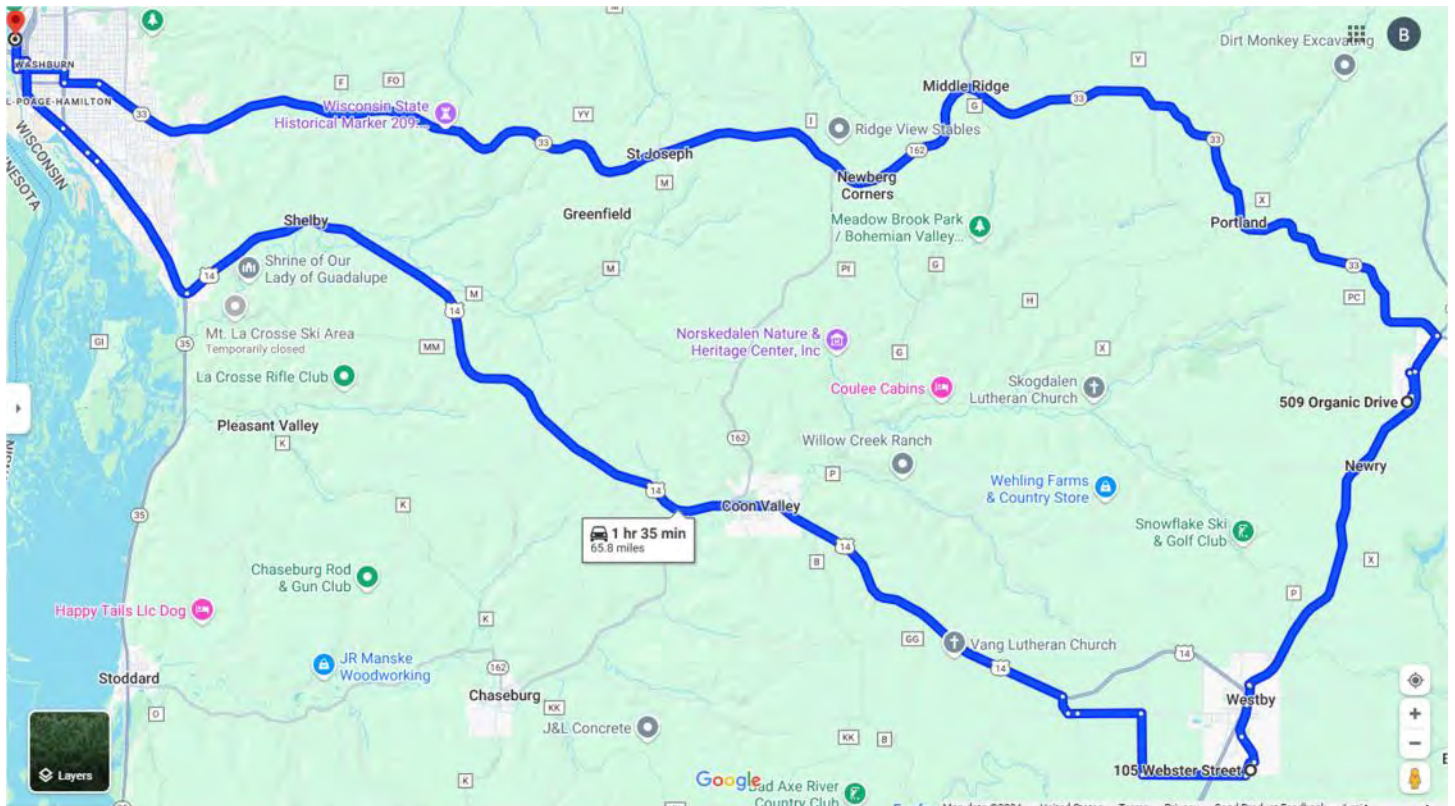 B
Dirt Monkey Excavating
WASHBURN
F
FO
Y
Middle Ridge
G
L-POAGE-HAMILTON
33
33
Wisconsin State
Historical Marker 209:...
YY
I
Ridge View Stables
WISCONSIN
33
St Joseph
162
33
M
Newberg
Corners
X
Greenfield
Meadow Brook Park
/ Bohemian Valley...
Portland
Shelby
Shrine of Our
Lady of Guadalupe
14
M
PI
G
33
M
H
PC
Mt. La Crosse Ski Area
Temporarily closed
14
GI
35
MM
Norskedalen Nature &
Heritage Center, Inc
G
X
La Crosse Rifle Club
Coulee Cabins
Skogdalen
Lutheran Church
509 Organic Drive
Pleasant Valley
K
162
Willow Creek Ranch
P
Newry
Wehling Farms
& Country Store
14
K
Coon Valley
35
1 hr 35 min
65.8 miles
Snowflake Ski
& Golf Club
14
B
X
Chaseburg Rod
& Gun Club
P
Happy Tails Llc Dog
K
GG
Vang Lutheran Church
14
14
JR Manske
Woodworking
162
Stoddard
Chaseburg
Westby
O
KK
J&L Concrete
KK
B
105 Webster Street
Layers
K
Google
Bad Axe River
Country Club